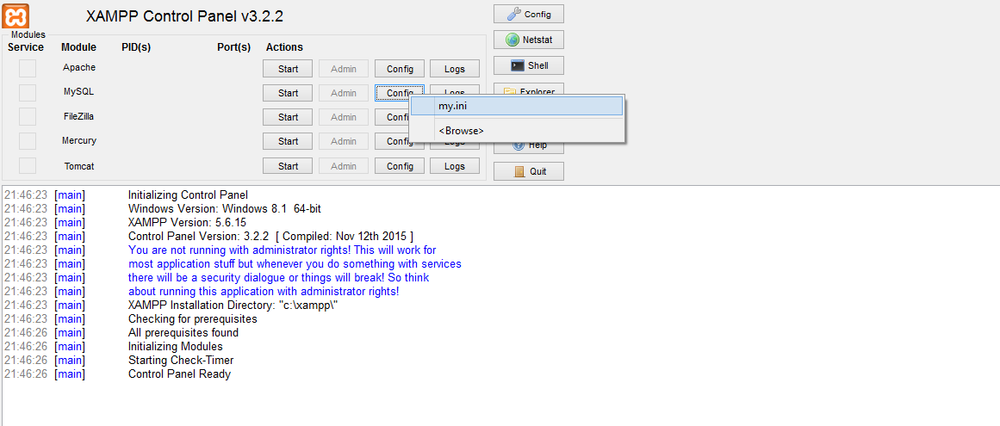 XAMPP Control Panel v3.2.2
Config
Modules
Service Module PID(s) Port(s) Actions
Netstat
Apache Start Admin Config Logs
Shell
MySQL Start Admin Config Logs
Explorer
my.ini
FileZilla Start Admin Config
<Browse>
Mercury Start Admin Config Logs
Help
Tomcat Start Admin Config Logs
Quit
21:46:23 [main] Initializing Control Panel
21:46:23 [main] Windows Version: Windows 8.1 64-bit
21:46:23 [main] XAMPP Version: 5.6.15
21:46:23 [main] Control Panel Version: 3.2.2 [ Compiled: Nov 12th 2015 ]
21:46:23 [main] You are not running with administrator rights! This will work for
21:46:23 [main] most application stuff but whenever you do something with services
21:46:23 [main] there will be a security dialogue or things will break! So think
21:46:23 [main] about running this application with administrator rights!
21:46:23 [main] XAMPP Installation Directory: "c:\xampp\"
21:46:23 [main] Checking for prerequisites
21:46:26 [main] All prerequisites found
21:46:26 [main] Initializing Modules
21:46:26 [main] Starting Check-Timer
21:46:26 [main] Control Panel Ready